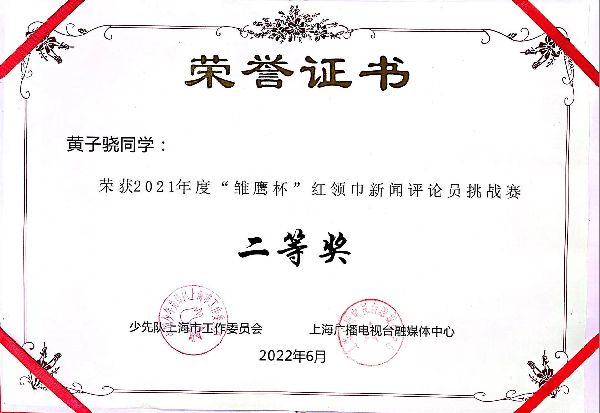 荣誉证书
黄子骁同学：
荣获2021年度“雏鹰杯”红领巾新闻评论员挑战赛
二等奖
少先队上海市工作委员会 上海广播电视台融媒体中心
2022年6月